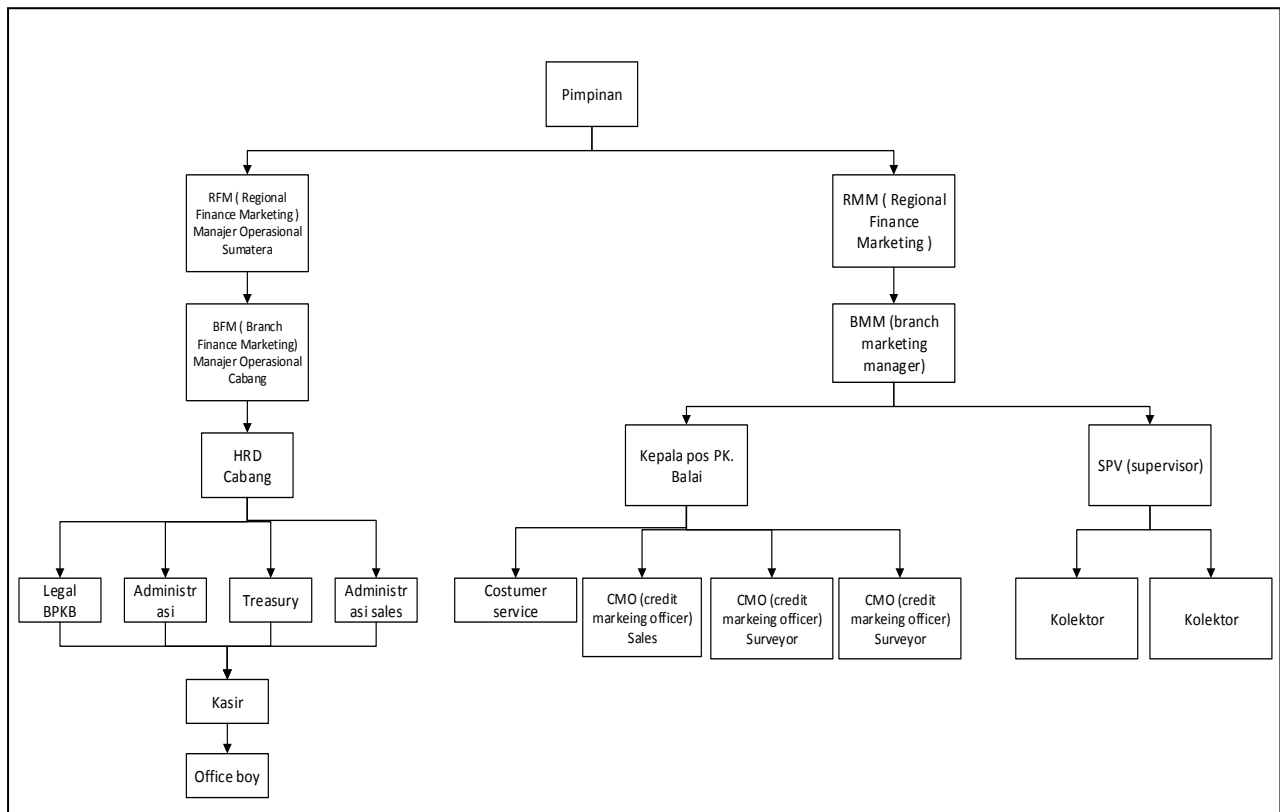 Pimpinan
RFM ( Regional
Finance Marketing )
Manajer Operasional
Sumatera
RMM ( Regional
Finance
Marketing )
BFM ( Branch
Finance Marketing)
Manajer Operasional
Cabang
BMM (branch
marketing
manager)
HRD
Cabang
Kepala pos PK.
Balai
SPV (supervisor)
Legal
BPKB
Administr
asi
Treasury
Administr
asi sales
Costumer
service
CMO (credit
markeing officer)
Sales
CMO (credit
markeing officer)
Surveyor
CMO (credit
markeing officer)
Surveyor
Kolektor
Kolektor
Kasir
Office boy